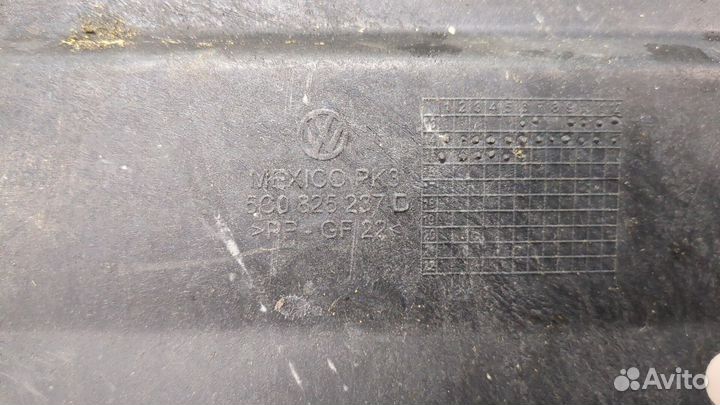 MEXICO PK3
5C0 825 237 D
>PP - GF 22<
Avito